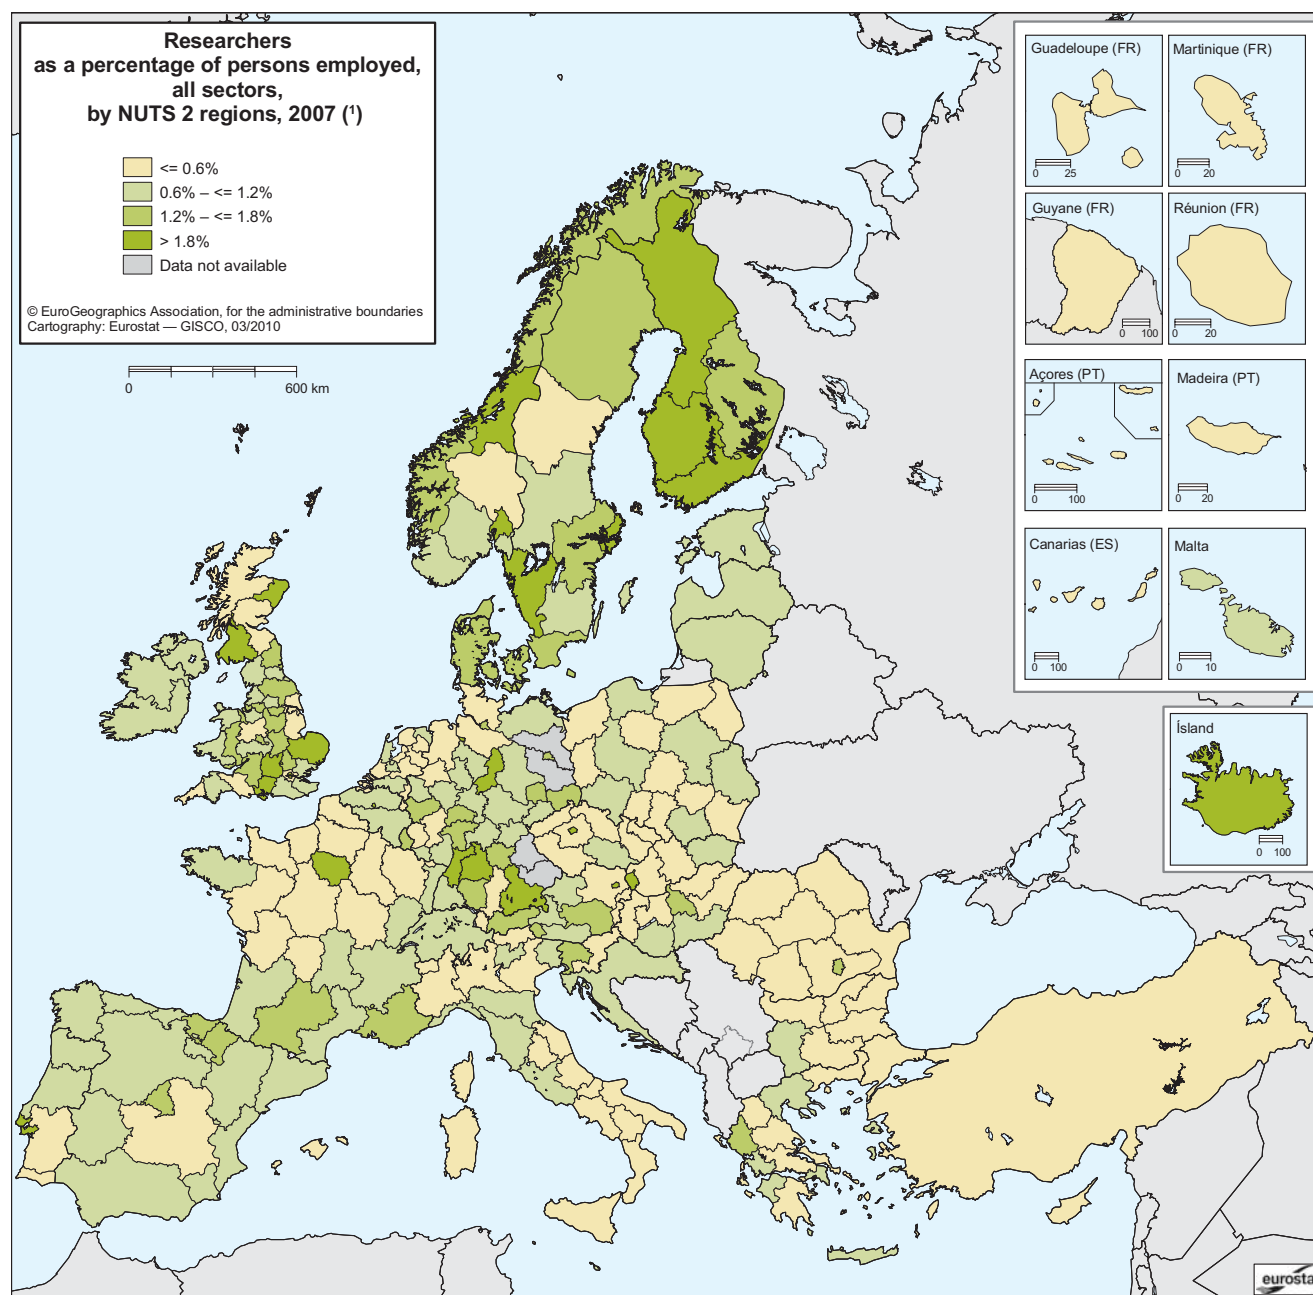 Researchers
as a percentage of persons employed,
all sectors,
by NUTS 2 regions, 2007 (¹)
<= 0.6%
0.6% – <= 1.2%
1.2% – <= 1.8%
> 1.8%
Data not available
© EuroGeographics Association, for the administrative boundaries
Cartography: Eurostat — GISCO, 03/2010
0 600 km
Guadeloupe (FR)
0 25
Martinique (FR)
0 20
Guyane (FR)
0 100
Réunion (FR)
0 20
Açores (PT)
0 100
Madeira (PT)
0 20
Canarias (ES)
0 100
Malta
0 10
Ísland
0 100
eurosta